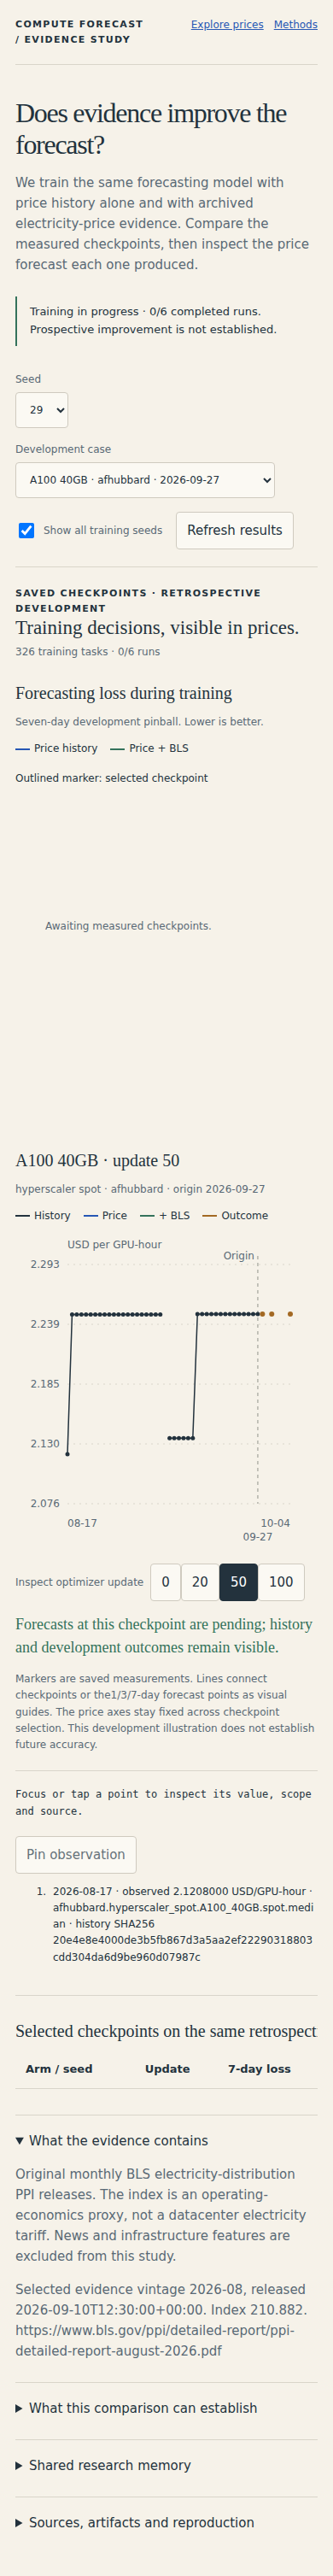 COMPUTE FORECAST
/ EVIDENCE STUDY
Explore prices
Methods
Does evidence improve the
forecast?
We train the same forecasting model with
price history alone and with archived
electricity-price evidence. Compare the
measured checkpoints, then inspect the price
forecast each one produced.
Training in progress · 0/6 completed runs.
Prospective improvement is not established.
Seed
29
Development case
A100 40GB · afhubbard · 2026-09-27
Show all training seeds
Refresh results
SAVED CHECKPOINTS · RETROSPECTIVE
DEVELOPMENT
Training decisions, visible in prices.
326 training tasks · 0/6 runs
Forecasting loss during training
Seven-day development pinball. Lower is better.
Price history
Price + BLS
Outlined marker: selected checkpoint
Awaiting measured checkpoints.
A100 40GB · update 50
hyperscaler spot · afhubbard · origin 2026-09-27
History
Price
+ BLS
Outcome
USD per GPU-hour
Origin
2.293
2.239
2.185
2.130
2.076
08-17
10-04
09-27
Inspect optimizer update
0
20
50
100
Forecasts at this checkpoint are pending; history
and development outcomes remain visible.
Markers are saved measurements. Lines connect
checkpoints or the1/3/7-day forecast points as visual
guides. The price axes stay fixed across checkpoint
selection. This development illustration does not establish
future accuracy.
Focus or tap a point to inspect its value, scope
and source.
Pin observation
1. 2026-08-17 · observed 2.1208000 USD/GPU-hour ·
afhubbard.hyperscaler_spot.A100_40GB.spot.medi
an · history SHA256
20e4e8e4000de3b5fb867d3a5aa2ef22290318803
cdd304da6d9be960d07987c
Selected checkpoints on the same retrospect
Arm / seed
Update
7-day loss
What the evidence contains
Original monthly BLS electricity-distribution
PPI releases. The index is an operating-
economics proxy, not a datacenter electricity
tariff. News and infrastructure features are
excluded from this study.
Selected evidence vintage 2026-08, released
2026-09-10T12:30:00+00:00. Index 210.882.
https://www.bls.gov/ppi/detailed-report/ppi-
detailed-report-august-2026.pdf
What this comparison can establish
Shared research memory
Sources, artifacts and reproduction